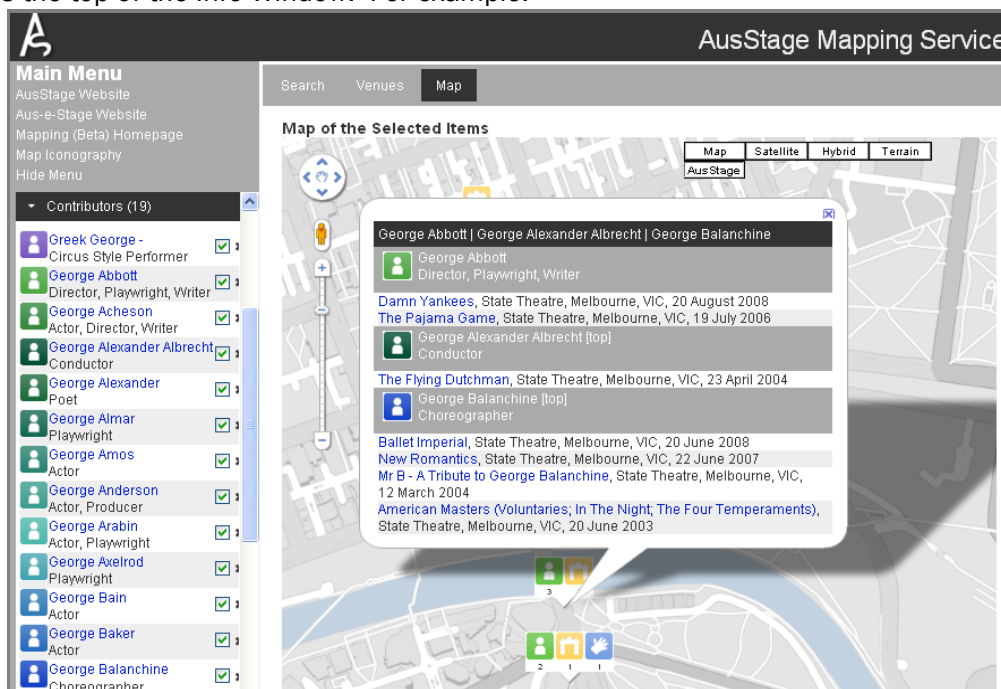 AusStage Mapping Service
Main Menu
AusStage Website
Aus-e-Stage Website
Mapping (Beta) Homepage
Map Iconography
Hide Menu
Contributors (19)
Greek George -
Circus Style Performer
George Abbott
Director, Playwright, Writer
George Acheson
Actor, Director, Writer
George Alexander Albrecht
Conductor
George Alexander
Poet
George Almar
Playwright
George Amos
Actor
George Anderson
Actor, Producer
George Arabin
Actor, Playwright
George Axelrod
Playwright
George Bain
Actor
George Baker
Actor
George Balanchine
Choreographer
Search Venues Map
Map of the Selected Items
Map Satellite Hybrid Terrain
AusStage
George Abbott | George Alexander Albrecht | George Balanchine
George Abbott
Director, Playwright, Writer
Damn Yankees, State Theatre, Melbourne, VIC, 20 August 2008
The Pajama Game, State Theatre, Melbourne, VIC, 19 July 2006
George Alexander Albrecht [top]
Conductor
The Flying Dutchman, State Theatre, Melbourne, VIC, 23 April 2004
George Balanchine [top]
Choreographer
Ballet Imperial, State Theatre, Melbourne, VIC, 20 June 2008
New Romantics, State Theatre, Melbourne, VIC, 22 June 2007
Mr B - A Tribute to George Balanchine, State Theatre, Melbourne, VIC,
12 March 2004
American Masters (Voluntaries; In The Night; The Four Temperaments),
State Theatre, Melbourne, VIC, 20 June 2003
3
2 1 1